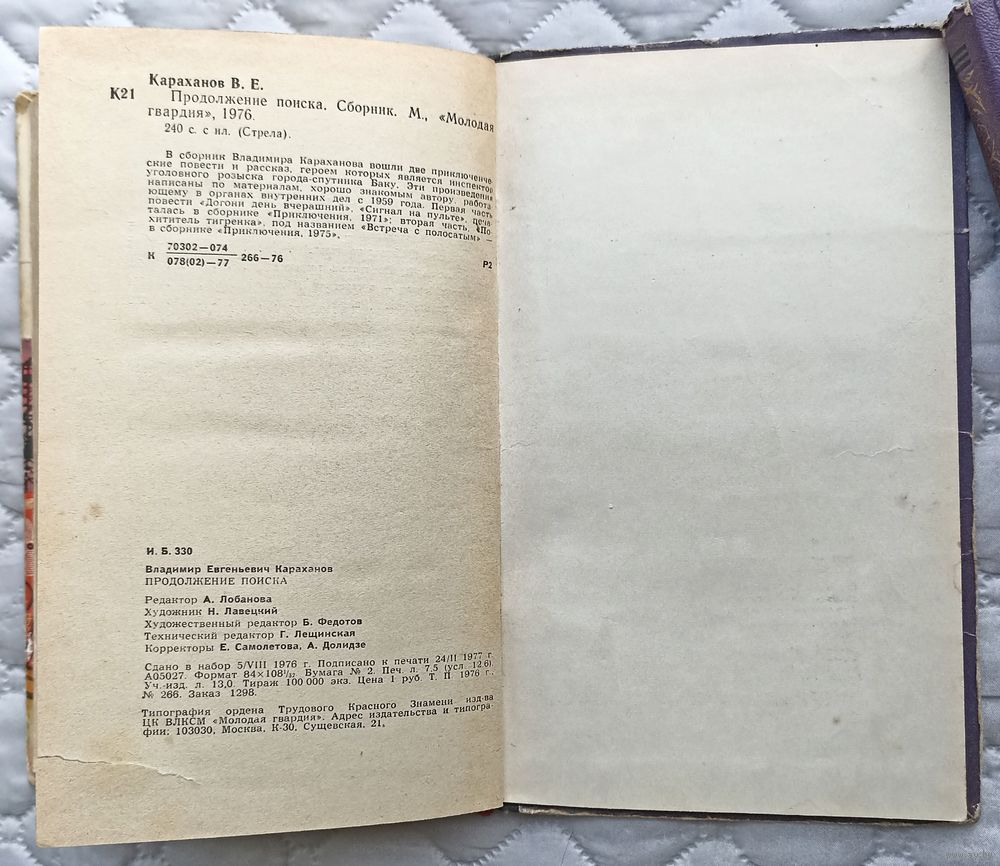 Караханов В. Е.
К21
Продолжение поиска. Сборник. М., «Молодая
гвардия», 1976.
240 с. с ил. (Стрела).
В сборник Владимира Караханова вошли две приключенче-
ские повести и рассказ, героем которых является инспектор
уголовного розыска города-спутника Баку. Эти произведения
написаны по материалам, хорошо знакомым автору, работа-
ющему в органах внутренних дел с 1959 года. Первая часть
повести «Догони день вчерашний», «Сигнал на пульте», печа-
талась в сборнике «Приключения, 1971»; вторая часть, «По-
хититель тигренка», под названием «Встреча с полосатым» —
в сборнике «Приключения, 1975».
К 70302—074
078(02)—77 266—76
Р2
И. Б. 330
Владимир Евгеньевич Караханов
ПРОДОЛЖЕНИЕ ПОИСКА
Редактор А. Лобанова
Художник Н. Лавецкий
Художественный редактор Б. Федотов
Технический редактор Г. Лещинская
Корректоры Е. Самолетова, А. Долидзе
Сдано в набор 5/VIII 1976 г. Подписано к печати 24/II 1977 г.
А05027. Формат 84×108¹/₃₂. Бумага № 2. Печ. л. 7,5 (усл. 12,6).
Уч.-изд. л. 13,0. Тираж 100 000 экз. Цена 1 руб. Т. П 1976 г.,
№ 266. Заказ 1298.
Типография ордена Трудового Красного Знамени изд-ва
ЦК ВЛКСМ «Молодая гвардия». Адрес издательства и типогра-
фии: 103030, Москва, К-30, Сущевская, 21.